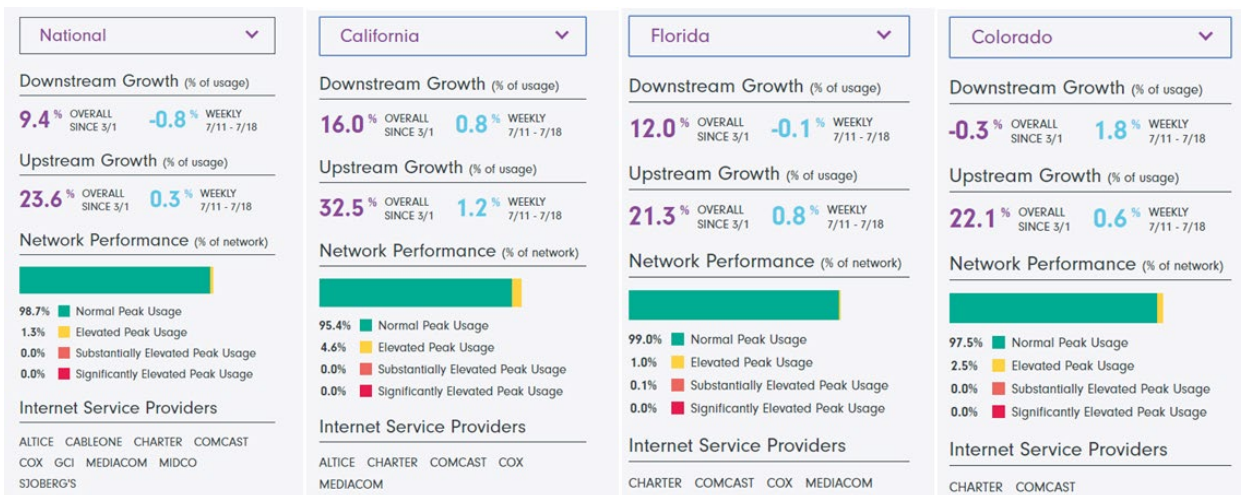 National
Downstream Growth (% of usage)
9.4 % OVERALL SINCE 3/1 -0.8 % WEEKLY 7/11 - 7/18
Upstream Growth (% of usage)
23.6 % OVERALL SINCE 3/1 0.3 % WEEKLY 7/11 - 7/18
Network Performance (% of network)
98.7% Normal Peak Usage
1.3% Elevated Peak Usage
0.0% Substantially Elevated Peak Usage
0.0% Significantly Elevated Peak Usage
Internet Service Providers
ALTICE CABLEONE CHARTER COMCAST
COX GCI MEDIACOM MIDCO
SJOBERG'S
California
Downstream Growth (% of usage)
16.0 % OVERALL SINCE 3/1 0.8 % WEEKLY 7/11 - 7/18
Upstream Growth (% of usage)
32.5 % OVERALL SINCE 3/1 1.2 % WEEKLY 7/11 - 7/18
Network Performance (% of network)
95.4% Normal Peak Usage
4.6% Elevated Peak Usage
0.0% Substantially Elevated Peak Usage
0.0% Significantly Elevated Peak Usage
Internet Service Providers
ALTICE CHARTER COMCAST COX
MEDIACOM
Florida
Downstream Growth (% of usage)
12.0 % OVERALL SINCE 3/1 -0.1 % WEEKLY 7/11 - 7/18
Upstream Growth (% of usage)
21.3 % OVERALL SINCE 3/1 0.8 % WEEKLY 7/11 - 7/18
Network Performance (% of network)
99.0% Normal Peak Usage
1.0% Elevated Peak Usage
0.1% Substantially Elevated Peak Usage
0.0% Significantly Elevated Peak Usage
Internet Service Providers
CHARTER COMCAST COX MEDIACOM
Colorado
Downstream Growth (% of usage)
-0.3 % OVERALL SINCE 3/1 1.8 % WEEKLY 7/11 - 7/18
Upstream Growth (% of usage)
22.1 % OVERALL SINCE 3/1 0.6 % WEEKLY 7/11 - 7/18
Network Performance (% of network)
97.5% Normal Peak Usage
2.5% Elevated Peak Usage
0.0% Substantially Elevated Peak Usage
0.0% Significantly Elevated Peak Usage
Internet Service Providers
CHARTER COMCAST